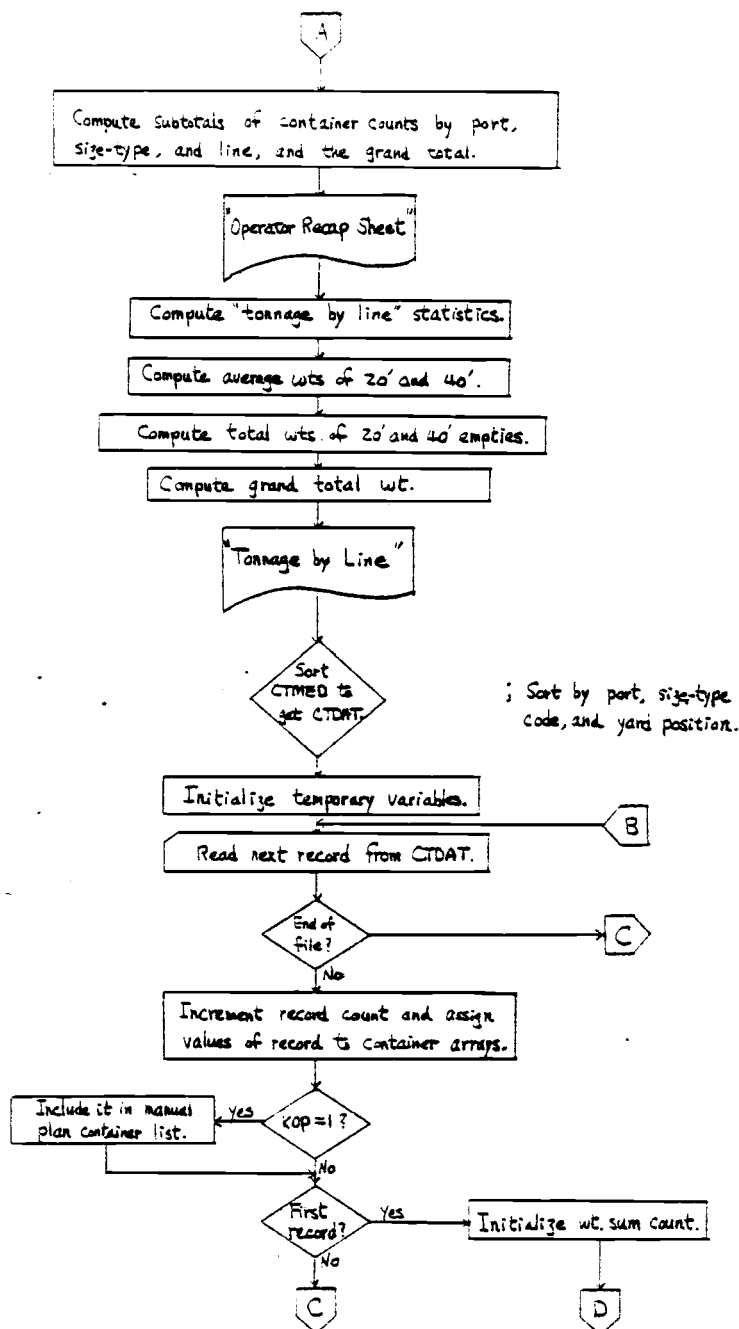 A
Compute subtotals of container counts by port,
size-type, and line, and the grand total.
"Operator Recap Sheet"
Compute "tonnage by line" statistics.
Compute average wts of 20' and 40'.
Compute total wts. of 20' and 40' empties.
Compute grand total wt.
"Tonnage by Line"
Sort
CTMED to
get CTDAT.
; Sort by port, size-type
code, and yard position.
Initialize temporary variables.
B
Read next record from CTDAT.
End of
file?
C
No
Increment record count and assign
values of record to container arrays.
Include it in manual
plan container list.
Yes
KOP=1?
No
First
record?
Yes
Initialize wt. sum count.
No
C
D